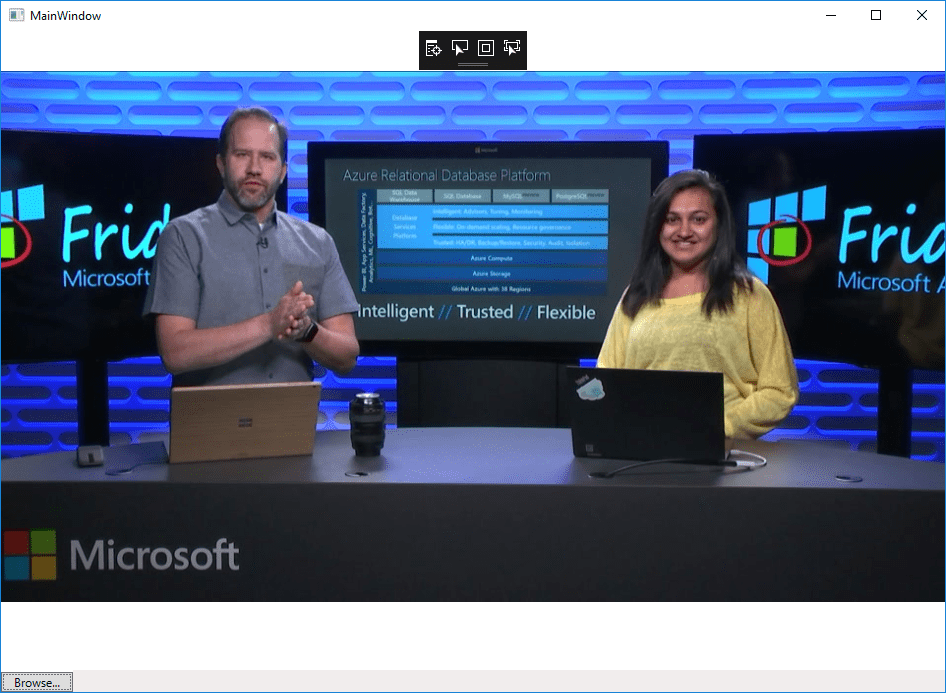 MainWindow
Microsoft
Azure Relational Database Platform
SQL Data Warehouse
SQL Database
MySQL PREVIEW
PostgreSQL PREVIEW
Power BI, App Services, Data Factory,
Analytics, ML, Cognitive, Bot...
Database
Services
Platform
Intelligent: Advisors, Tuning, Monitoring
Flexible: On-demand scaling, Resource governance
Trusted: HA/DR, Backup/Restore, Security, Audit, Isolation
Azure Compute
Azure Storage
Global Azure with 38 Regions
Intelligent // Trusted // Flexible
Frid
Microsoft
Frid
Microsoft A
Microsoft
Browse...